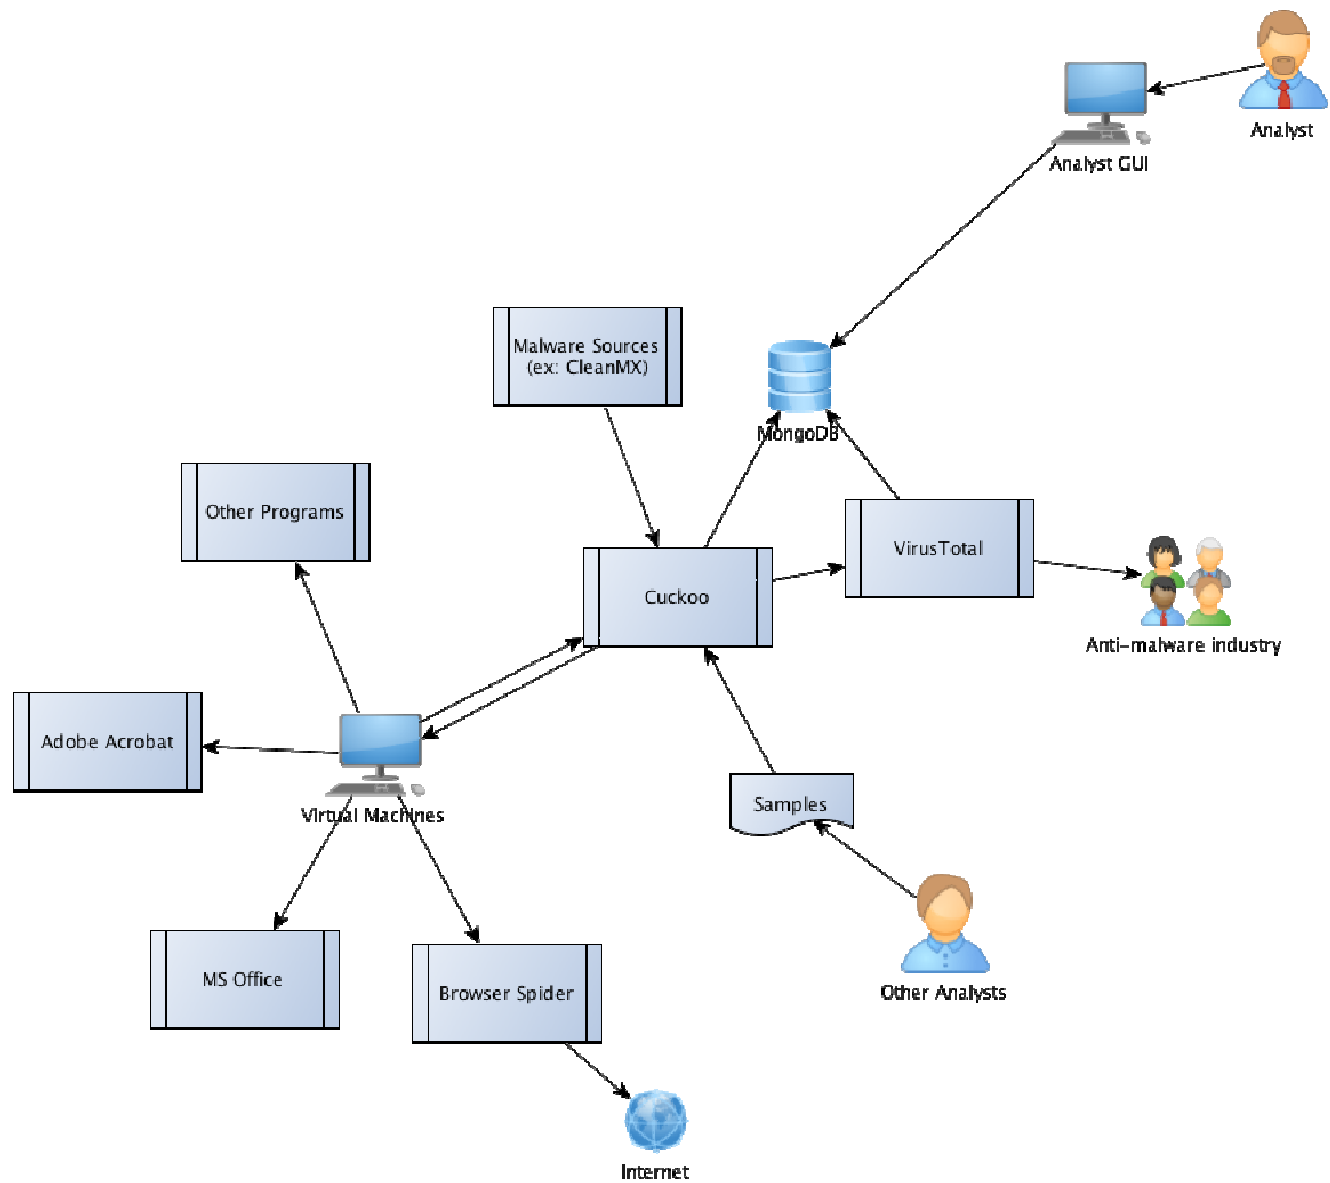 Analyst
Analyst GUI
Malware Sources
(ex: CleanMX)
MongoDB
Other Programs
VirusTotal
Cuckoo
Anti-malware industry
Adobe Acrobat
Virtual Machines
Samples
MS Office
Browser Spider
Other Analysts
Internet